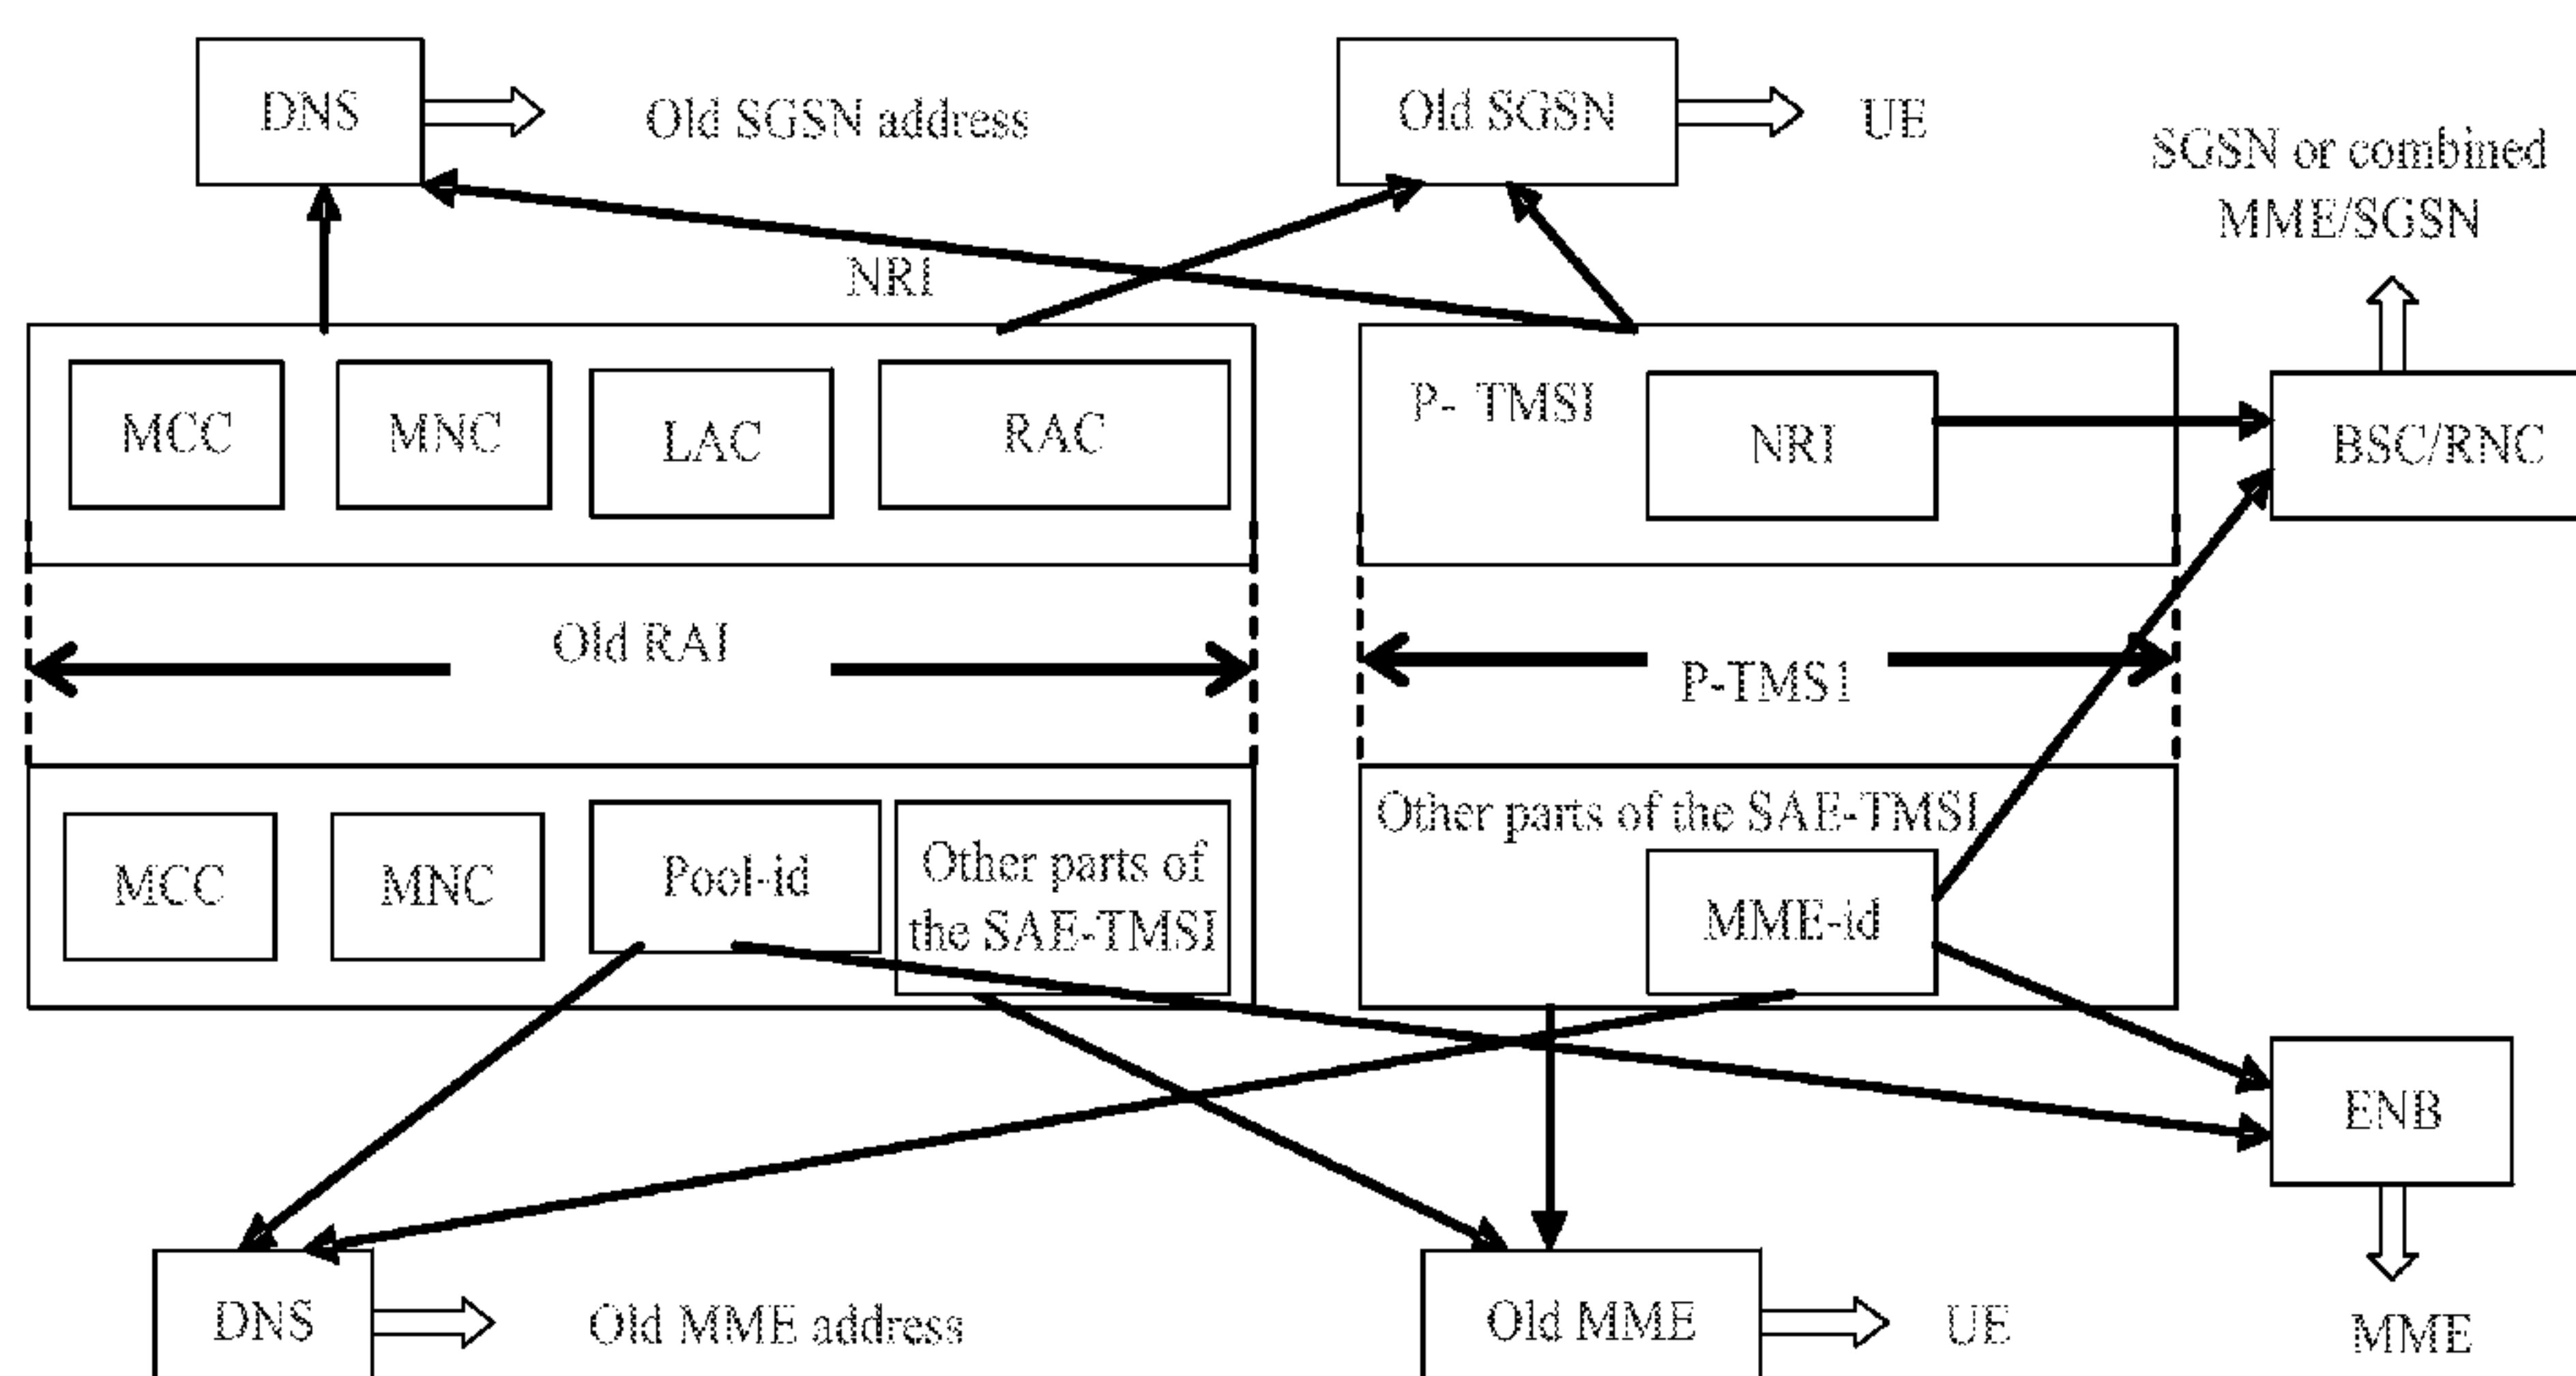 DNS
Old SGSN address
Old SGSN
UE
SGSN or combined
MME/SGSN
NRI
MCC
MNC
LAC
RAC
P- TMSI
NRI
BSC/RNC
Old RAI
P-TMS1
MCC
MNC
Pool-id
Other parts of
the SAE-TMSI
Other parts of the SAE-TMSI
MME-id
ENB
DNS
Old MME address
Old MME
UE
MME